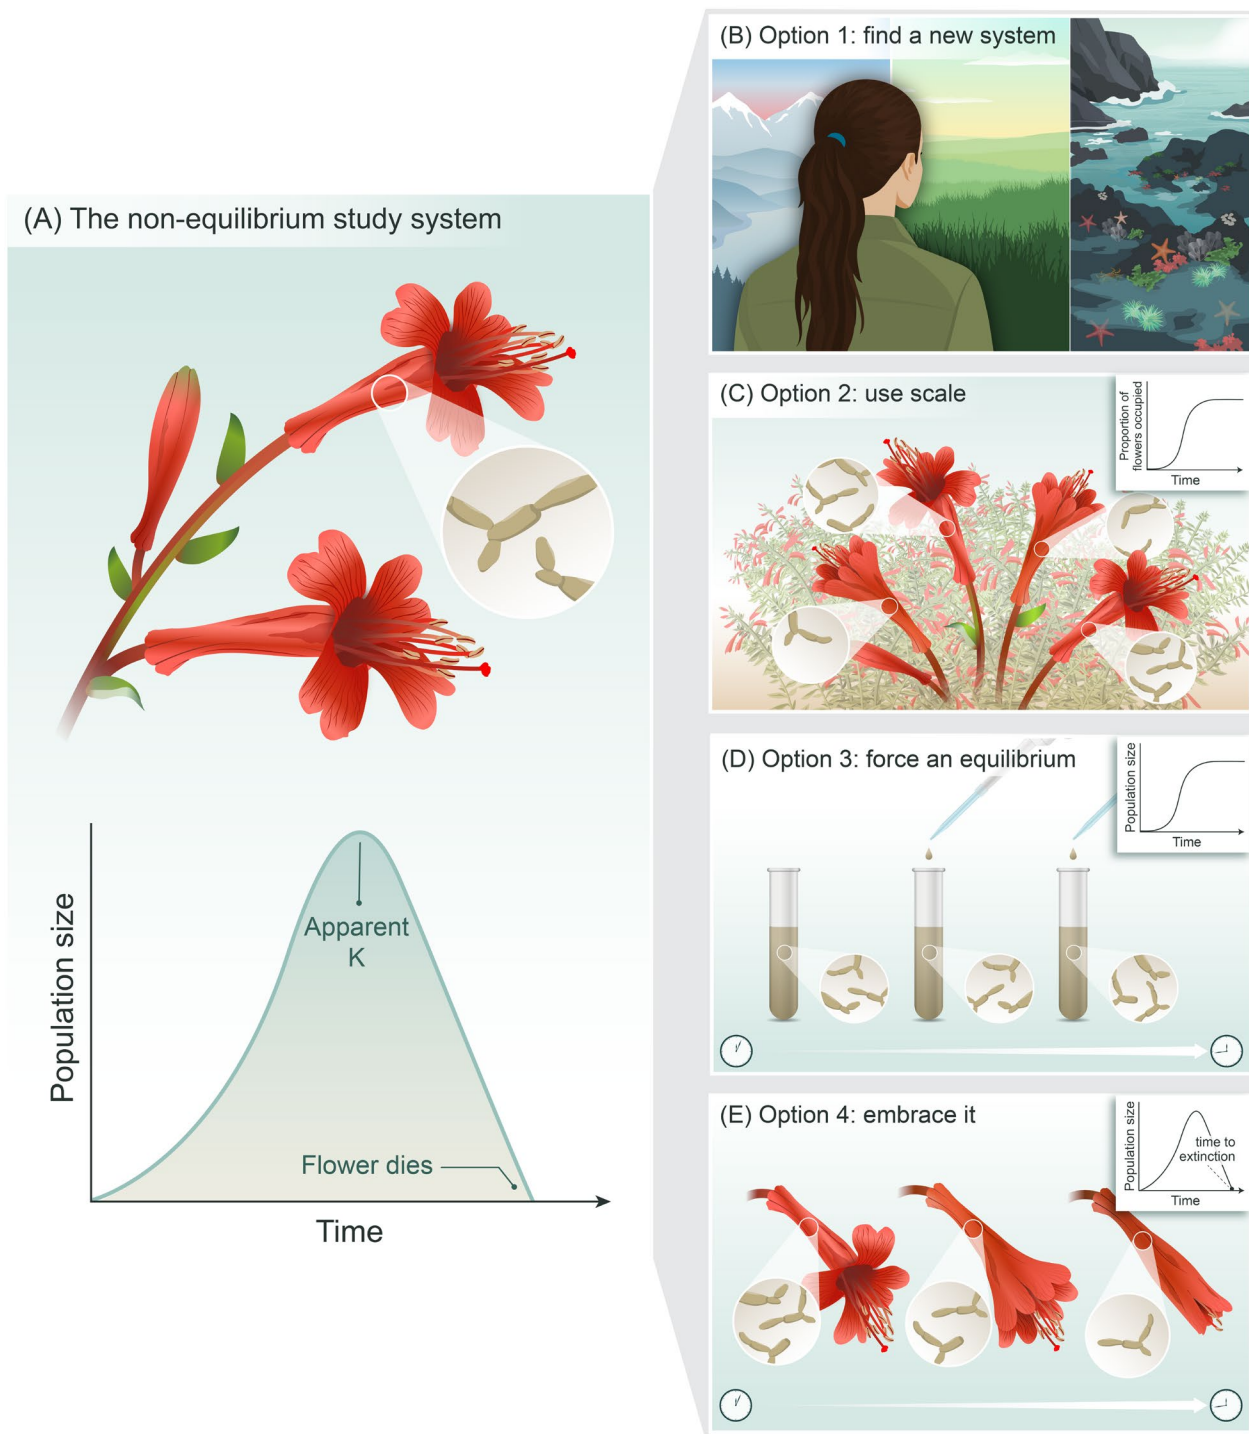 (A) The non-equilibrium study system
Population size
Apparent
K
Flower dies
Time
(B) Option 1: find a new system
(C) Option 2: use scale
Proportion of
flowers occupied
Time
(D) Option 3: force an equilibrium
Population size
Time
(E) Option 4: embrace it
Population size
time to
extinction
Time